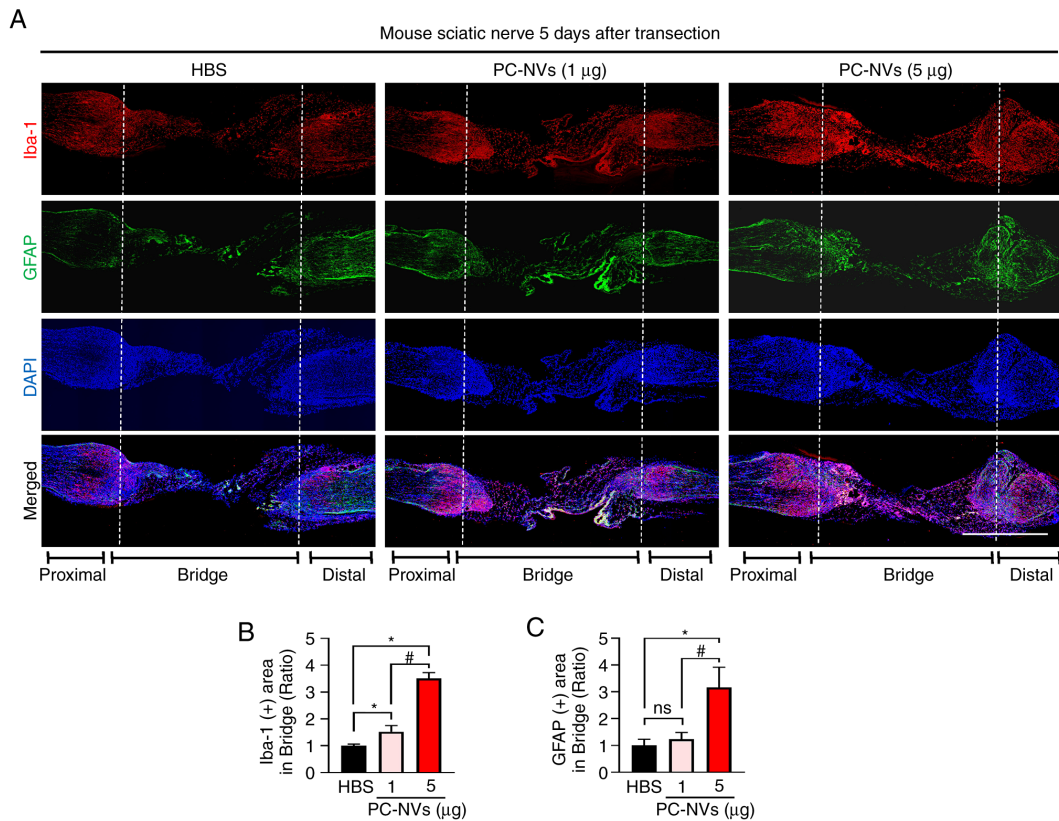 A
Mouse sciatic nerve 5 days after transection
HBS
PC-NVs (1 μg)
PC-NVs (5 μg)
Iba-1
GFAP
DAPI
Merged
Proximal
Bridge
Distal
Proximal
Bridge
Distal
Proximal
Bridge
Distal
B
Iba-1 (+) area
in Bridge (Ratio)
5
4
3
2
1
0
*
#
*
HBS
1
5
PC-NVs (μg)
C
GFAP (+) area
in Bridge (Ratio)
5
4
3
2
1
0
*
#
ns
HBS
1
5
PC-NVs (μg)